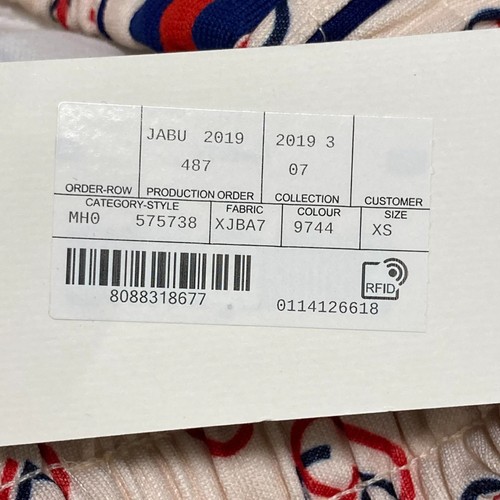 JABU 2019 2019 3
487 07
ORDER-ROW PRODUCTION ORDER COLLECTION CUSTOMER
CATEGORY-STYLE FABRIC COLOUR SIZE
MH0 575738 XJBA7 9744 XS
RFID
8088318677 0114126618